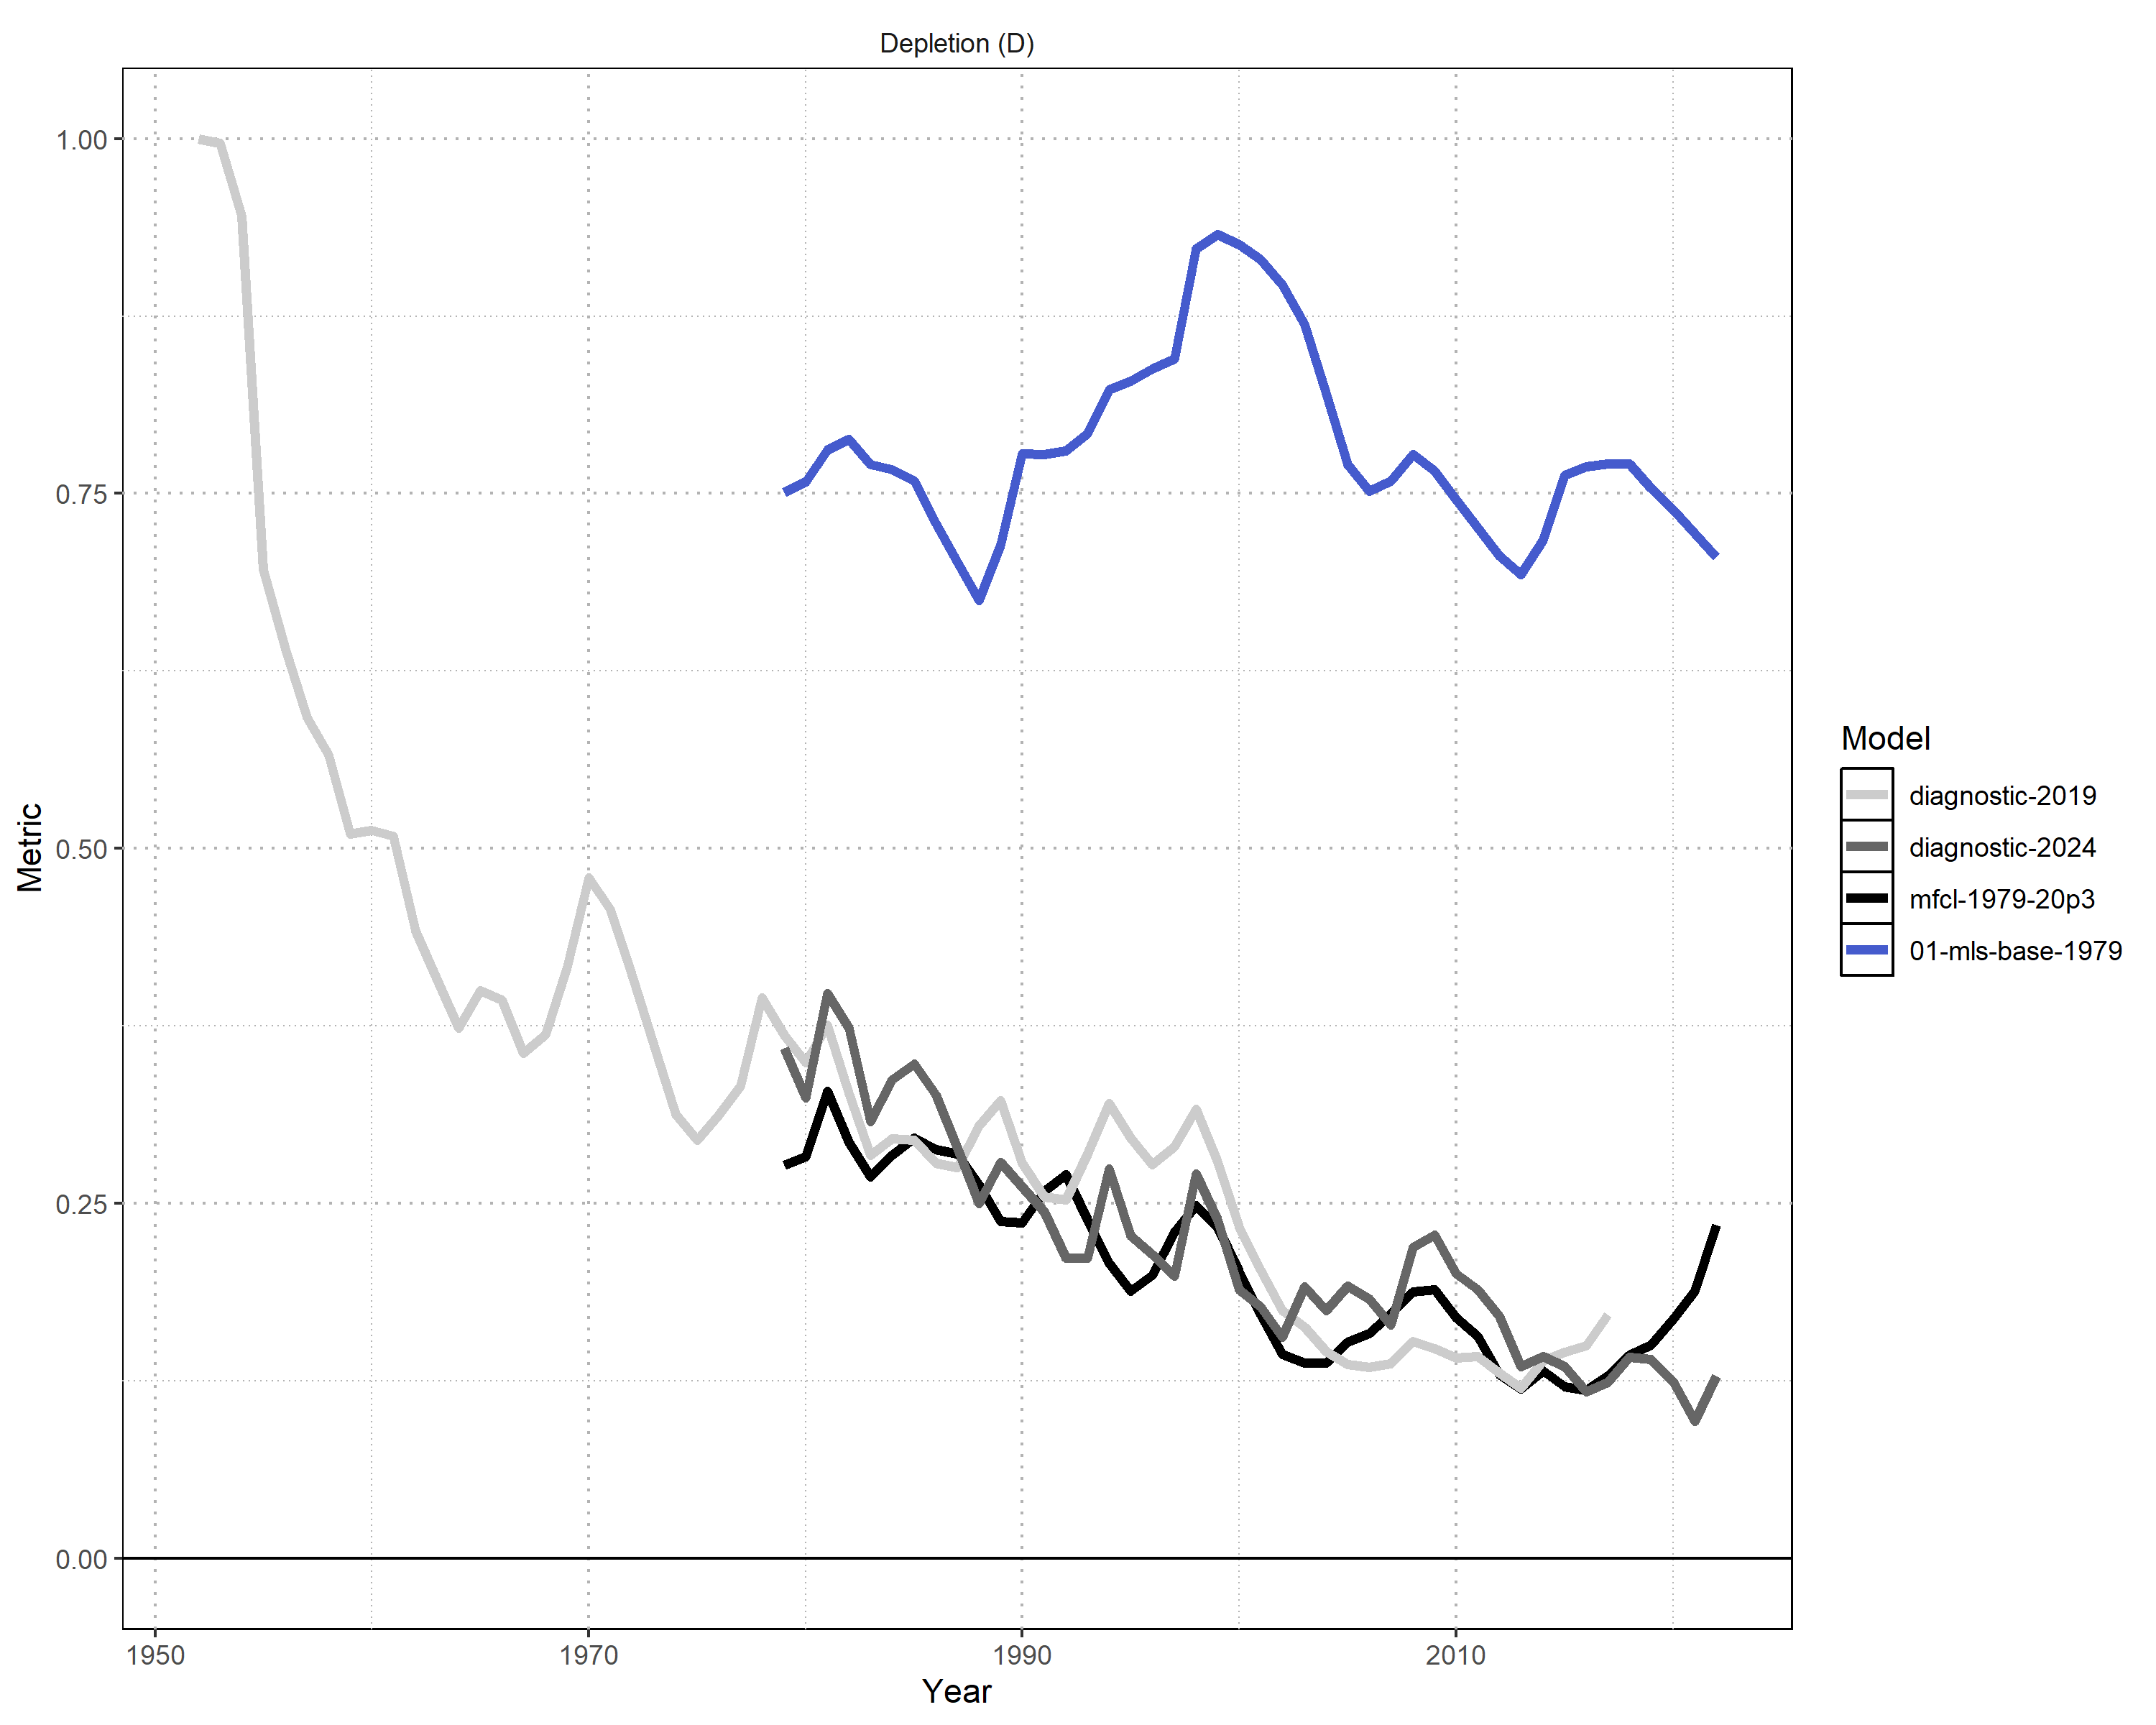 Depletion (D)
1.00
0.75
0.50
0.25
0.00
Metric
1950 1970 1990 2010
Year
Model
diagnostic-2019
diagnostic-2024
mfcl-1979-20p3
01-mls-base-1979